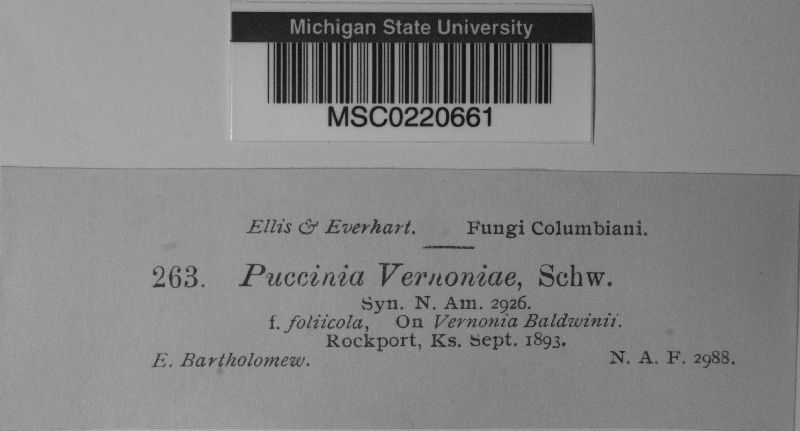 Michigan State University
MSC0220661
Ellis & Everhart. Fungi Columbiani.
263. Puccinia Vernoniae, Schw.
Syn. N. Am. 2926.
f. foliicola, On Vernonia Baldwinii.
Rockport, Ks. Sept. 1893.
E. Bartholomew. N. A. F. 2988.